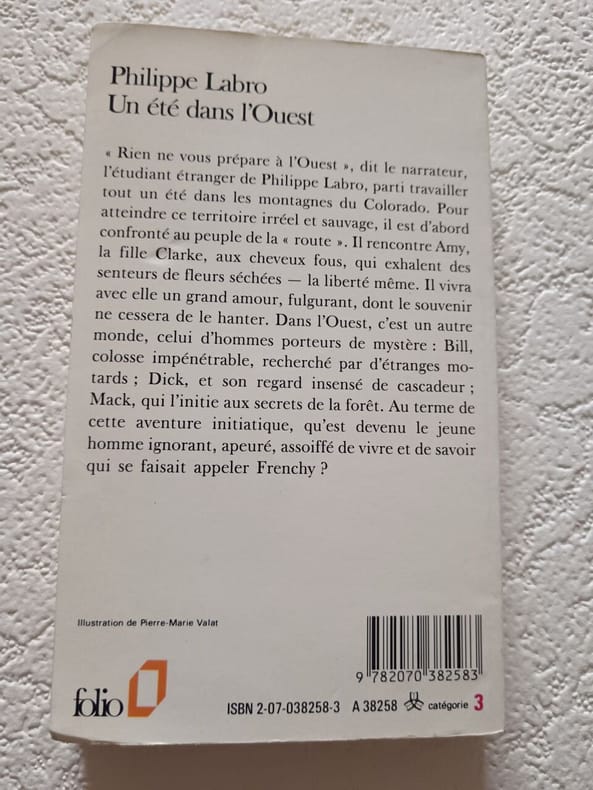 Philippe Labro
Un été dans l'Ouest
« Rien ne vous prépare à l'Ouest », dit le narrateur,
l'étudiant étranger de Philippe Labro, parti travailler
tout un été dans les montagnes du Colorado. Pour
atteindre ce territoire irréel et sauvage, il est d'abord
confronté au peuple de la « route ». Il rencontre Amy,
la fille Clarke, aux cheveux fous, qui exhalent des
senteurs de fleurs séchées — la liberté même. Il vivra
avec elle un grand amour, fulgurant, dont le souvenir
ne cessera de le hanter. Dans l'Ouest, c'est un autre
monde, celui d'hommes porteurs de mystère : Bill,
colosse impénétrable, recherché par d'étranges mo-
tards ; Dick, et son regard insensé de cascadeur ;
Mack, qui l'initie aux secrets de la forêt. Au terme de
cette aventure initiatique, qu'est devenu le jeune
homme ignorant, apeuré, assoiffé de vivre et de savoir
qui se faisait appeler Frenchy ?
Illustration de Pierre-Marie Valat
9 782070 382583
folio
ISBN 2-07-038258-3 A 38258 catégorie 3